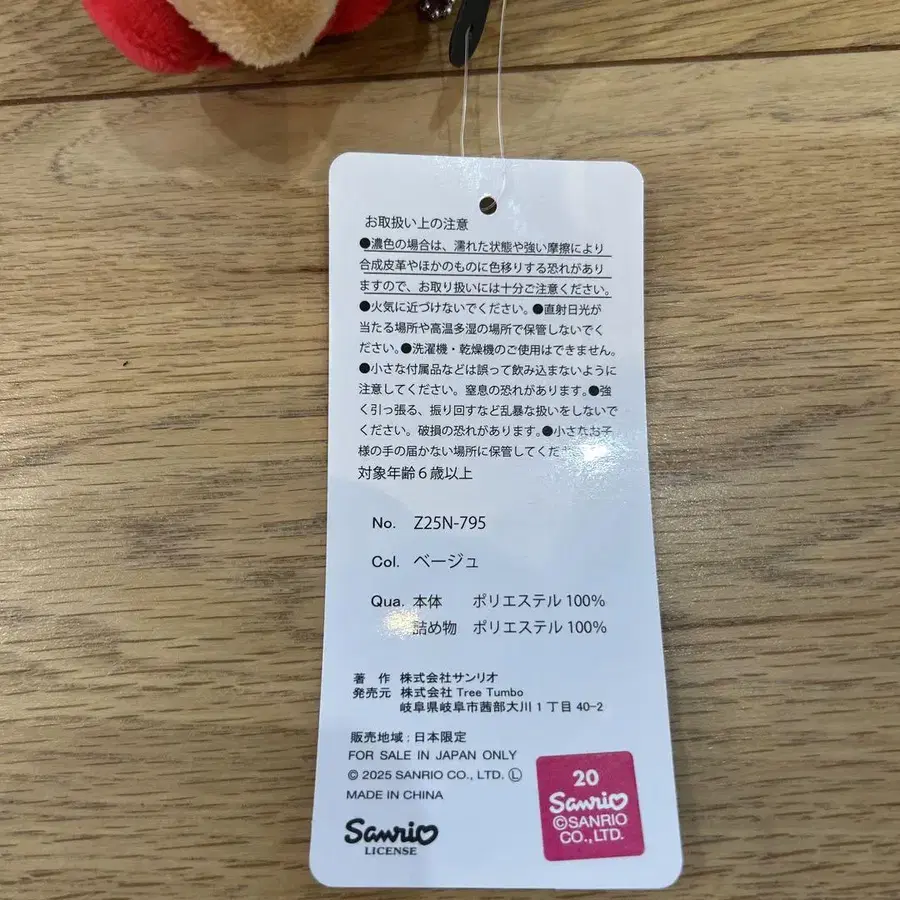 お取扱い上の注意
●濃色の場合は、濡れた状態や強い摩擦により
合成皮革やほかのものに色移りする恐れがあり
ますので、お取り扱いには十分ご注意ください。
●火気に近づけないでください。●直射日光が
当たる場所や高温多湿の場所で保管しないでく
ださい。●洗濯機・乾燥機のご使用はできません。
●小さな付属品などは誤って飲み込まないように
注意してください。窒息の恐れがあります。●強
く引っ張る、振り回すなど乱暴な扱いをしないで
ください。破損の恐れがあります。●小さなお子
様の手の届かない場所に保管してくだ
対象年齢６歳以上
No. Z25N-795
Col. ベージュ
Qua. 本体 ポリエステル 100%
詰め物 ポリエステル 100%
著 作 株式会社サンリオ
発売元 株式会社 Tree Tumbo
岐阜県岐阜市茜部大川１丁目 40-2
販売地域：日本限定
FOR SALE IN JAPAN ONLY
© 2025 SANRIO CO., LTD. Ⓛ
MADE IN CHINA
Sanrio
LICENSE
20
Sanrio
©SANRIO
CO.,LTD.